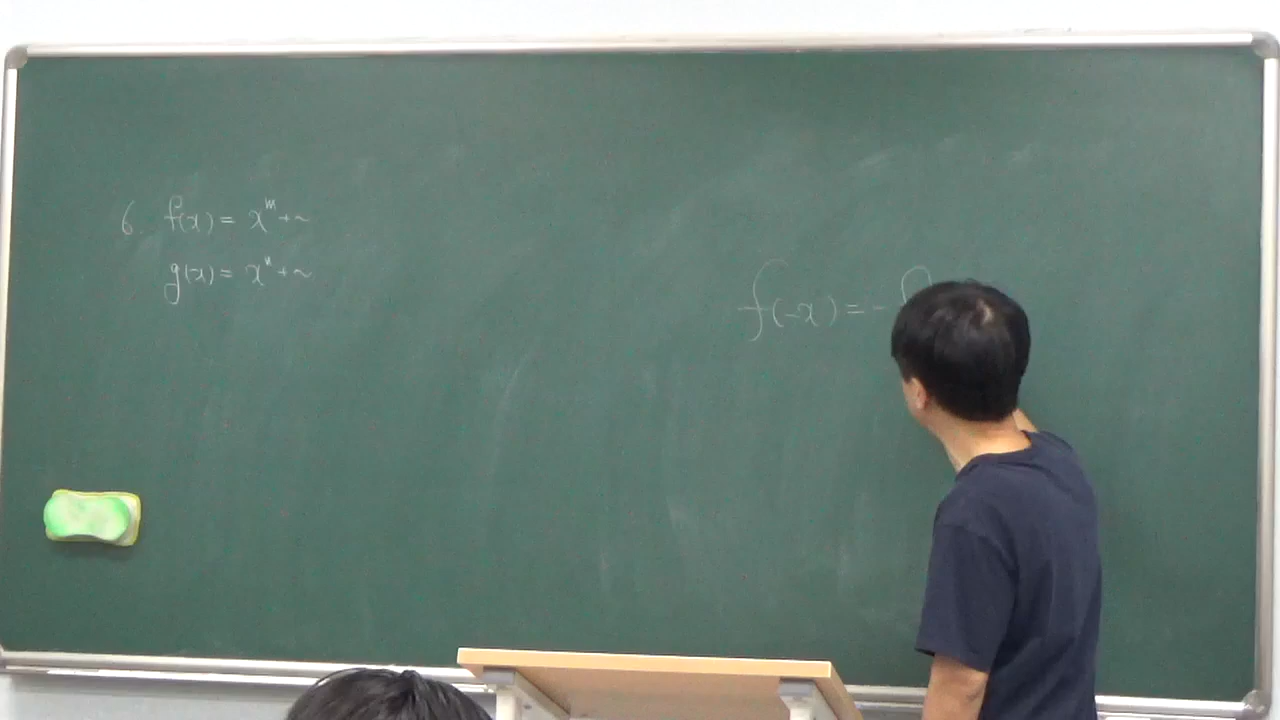 6. f(x) = x^m + ~
g(x) = x^n + ~
f(-x) = - f